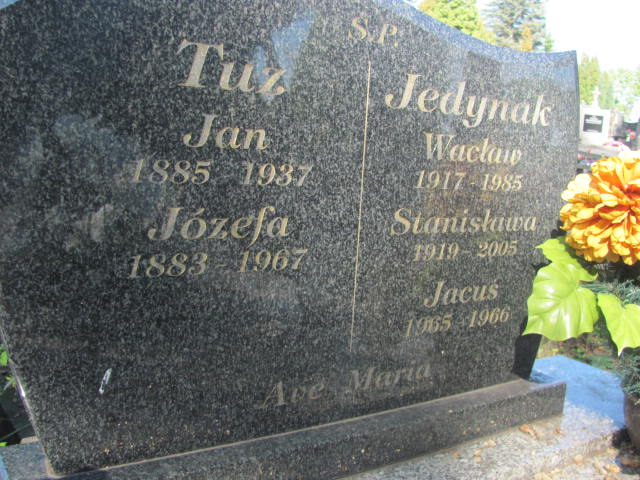 Ś.P.
Tuz
Jan
1885 - 1937
Józefa
1883 - 1967
Jedynak
Wacław
1917 - 1985
Stanisława
1919 - 2005
Jacuś
1965 - 1966
Ave Maria